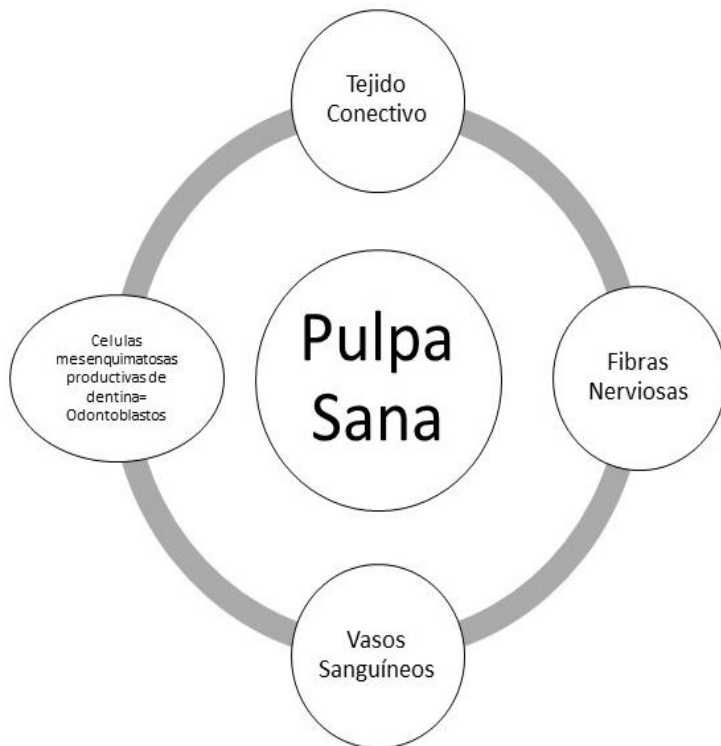 Tejido
Conectivo
Pulpa
Sana
Celulas
mesenquimatosas
productivas de
dentina=
Odontoblastos
Fibras
Nerviosas
Vasos
Sanguíneos